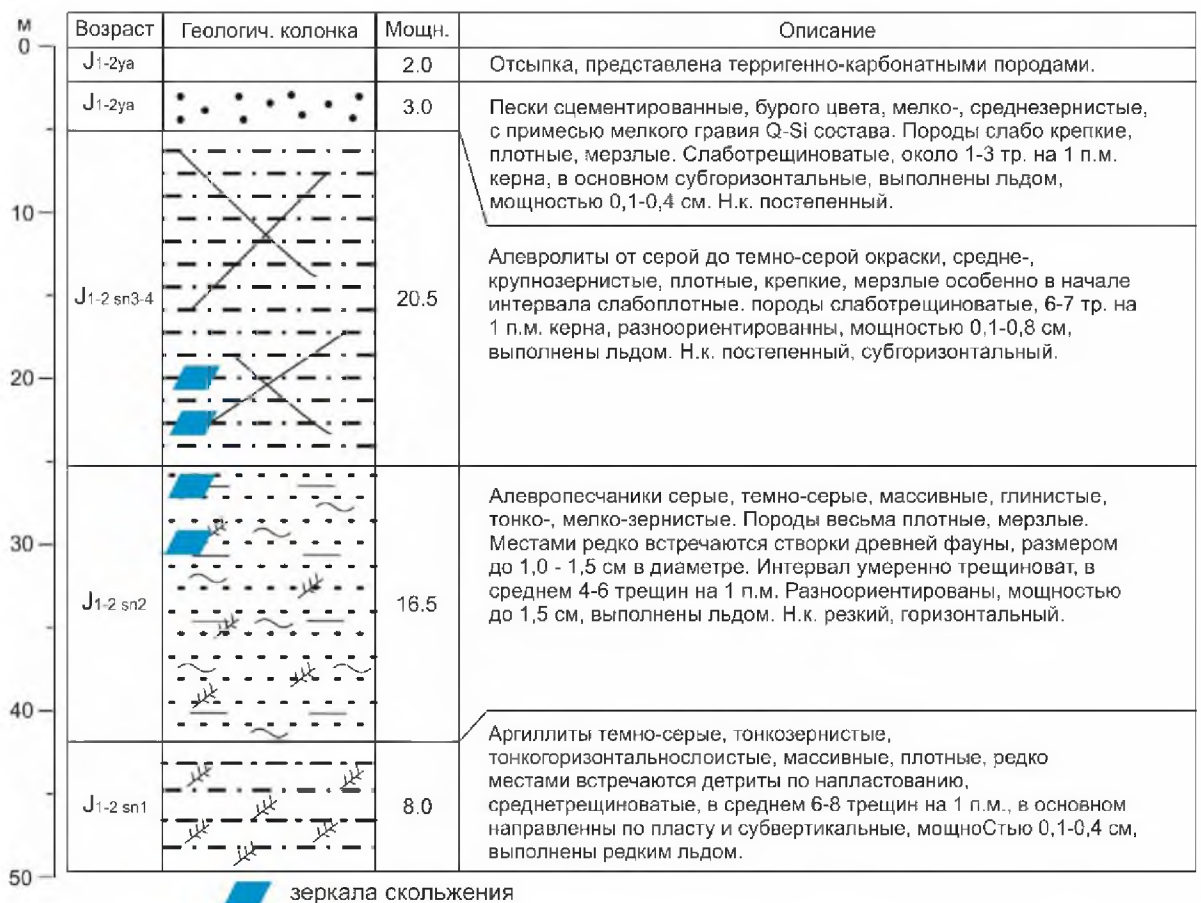 м
Возраст Геологич. колонка Мощн. Описание
0
J1-2ya 2.0 Отсыпка, представлена терригенно-карбонатными породами.
J1-2ya 3.0 Пески сцементированные, бурого цвета, мелко-, среднезернистые,
с примесью мелкого гравия Q-Si состава. Породы слабо крепкие,
плотные, мерзлые. Слаботрещиноватые, около 1-3 тр. на 1 п.м.
керна, в основном субгоризонтальные, выполнены льдом,
мощностью 0,1-0,4 см. Н.к. постепенный.
10
J1-2 sn3-4 20.5
Алевролиты от серой до темно-серой окраски, средне-,
крупнозернистые, плотные, крепкие, мерзлые особенно в начале
интервала слабоплотные. породы слаботрещиноватые, 6-7 тр. на
1 п.м. керна, разноориентированны, мощностью 0,1-0,8 см,
выполнены льдом. Н.к. постепенный, субгоризонтальный.
20
Алевропесчаники серые, темно-серые, массивные, глинистые,
тонко-, мелко-зернистые. Породы весьма плотные, мерзлые.
30
Местами редко встречаются створки древней фауны, размером
до 1,0 - 1,5 см в диаметре. Интервал умеренно трещиноват, в
J1-2 sn2 16.5
среднем 4-6 трещин на 1 п.м. Разноориентированы, мощностью
до 1,5 см, выполнены льдом. Н.к. резкий, горизонтальный.
40
Аргиллиты темно-серые, тонкозернистые,
тонкогоризонтальнослоистые, массивные, плотные, редко
местами встречаются детриты по напластованию,
J1-2 sn1 8.0
среднетрещиноватые, в среднем 6-8 трещин на 1 п.м., в основном
направленны по пласту и субвертикальные, мощноСтью 0,1-0,4 см,
выполнены редким льдом.
50
зеркала скольжения